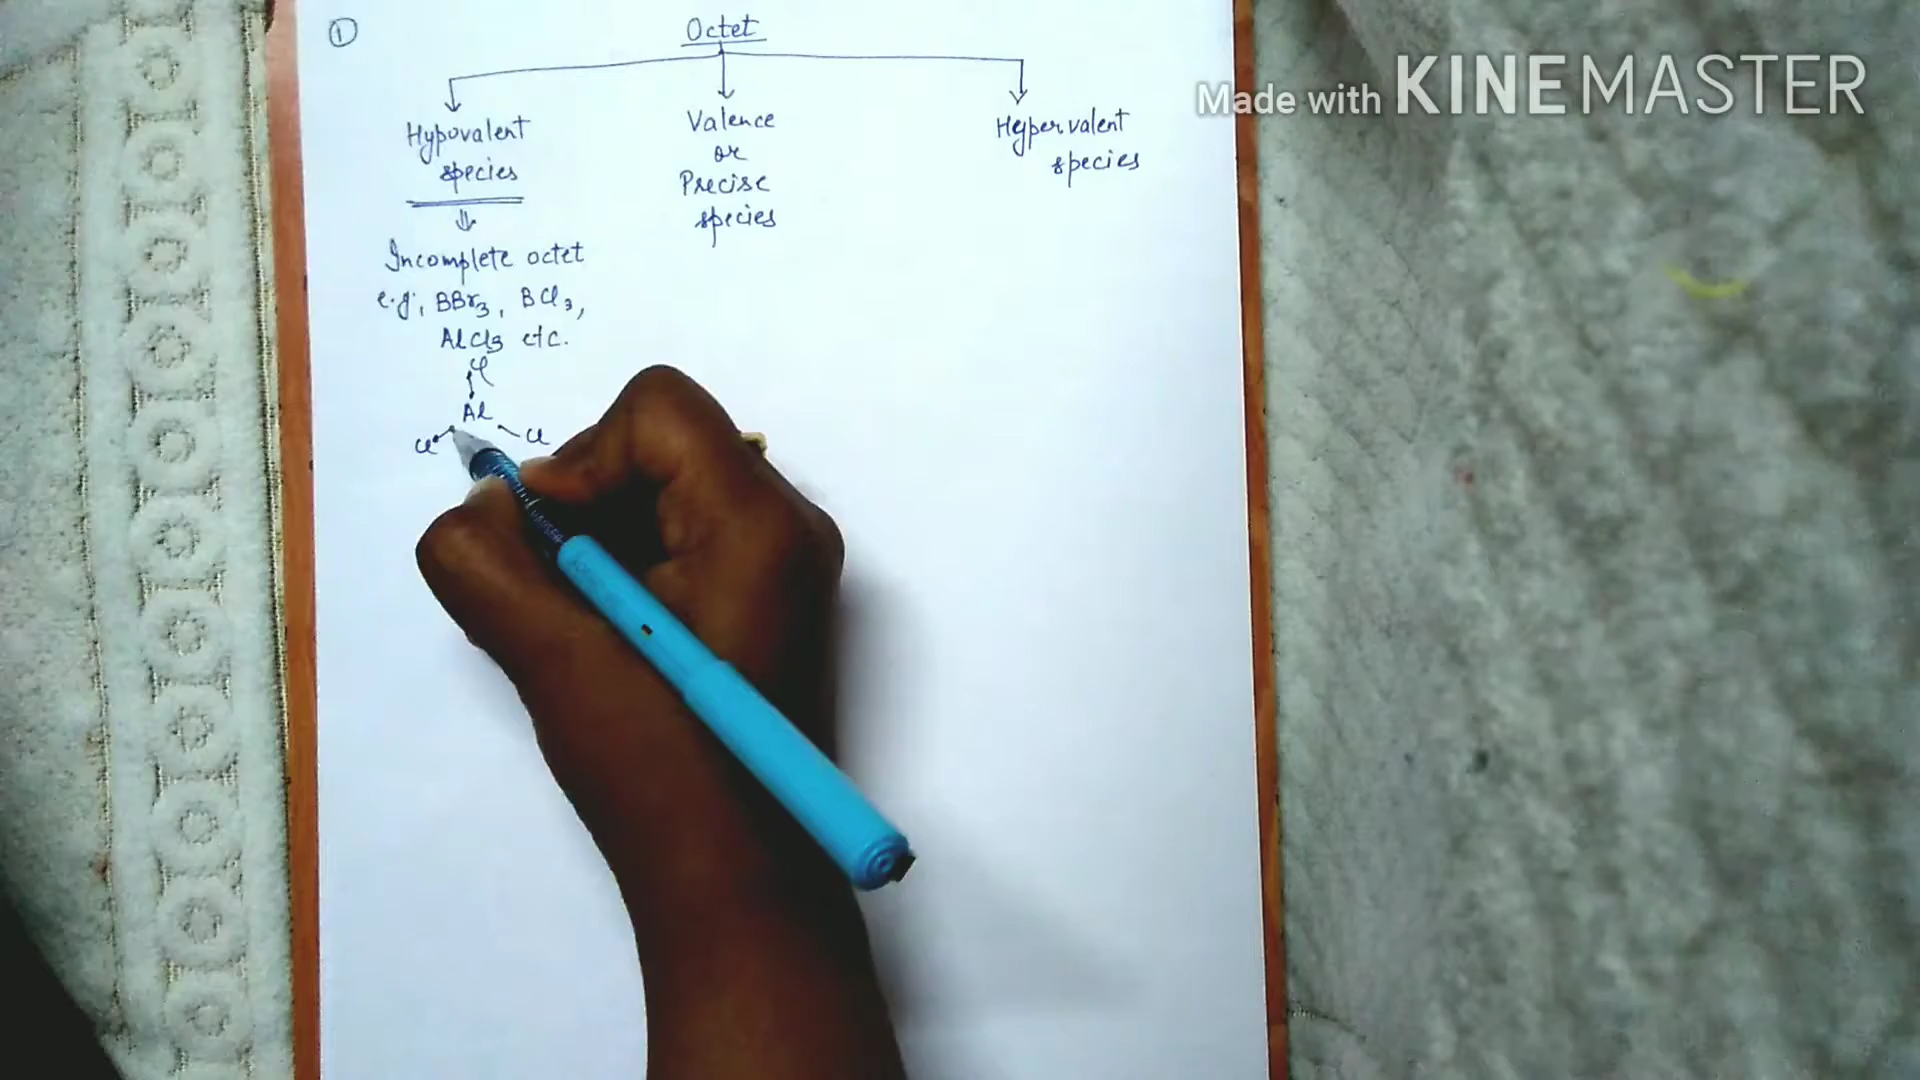 ①
Octet
Hypovalent
species
⇓
Incomplete octet
e.g., BBr3, BCl3,
AlCl3 etc.
Cl
Al
Cl Cl
Valence
or
Precise
species
Hypervalent
species
Made with KINEMASTER